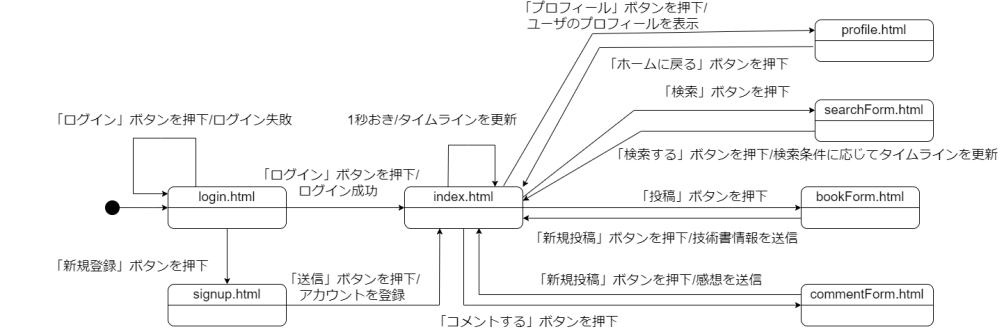 「プロフィール」ボタンを押下/
ユーザのプロフィールを表示
profile.html
「ホームに戻る」ボタンを押下
「検索」ボタンを押下
searchForm.html
「ログイン」ボタンを押下/ログイン失敗
1秒おき/タイムラインを更新
「検索する」ボタンを押下/検索条件に応じてタイムラインを更新
「ログイン」ボタンを押下/
ログイン成功
login.html
index.html
「投稿」ボタンを押下
bookForm.html
「新規投稿」ボタンを押下/技術書情報を送信
「新規登録」ボタンを押下
「送信」ボタンを押下/
アカウントを登録
signup.html
「新規投稿」ボタンを押下/感想を送信
commentForm.html
「コメントする」ボタンを押下